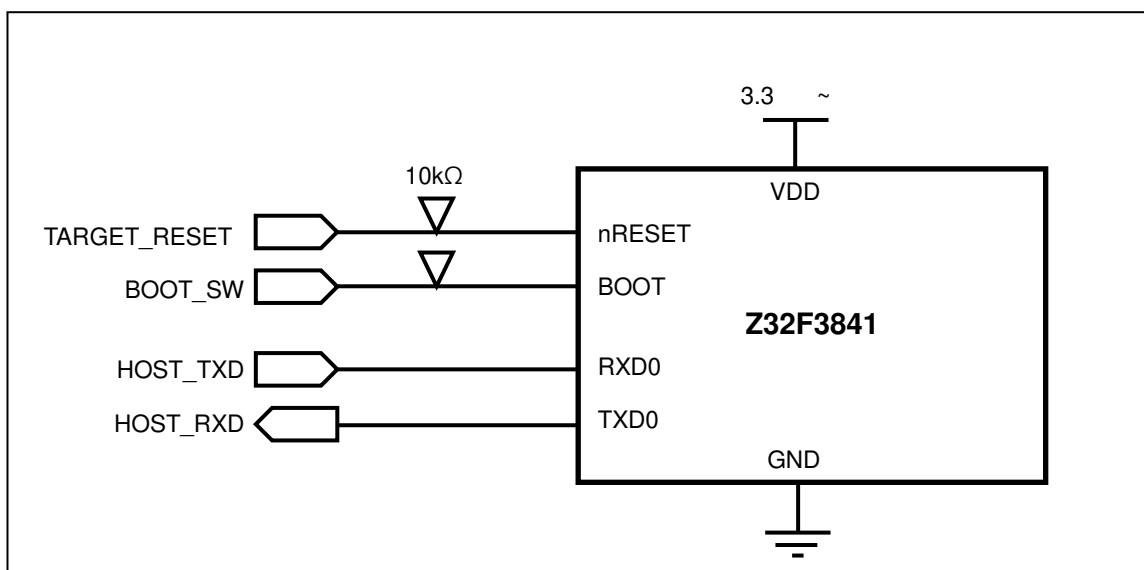 3.3 ~
VDD
10kΩ
TARGET_RESET
nRESET
BOOT_SW
BOOT
Z32F3841
HOST_TXD
RXD0
HOST_RXD
TXD0
GND